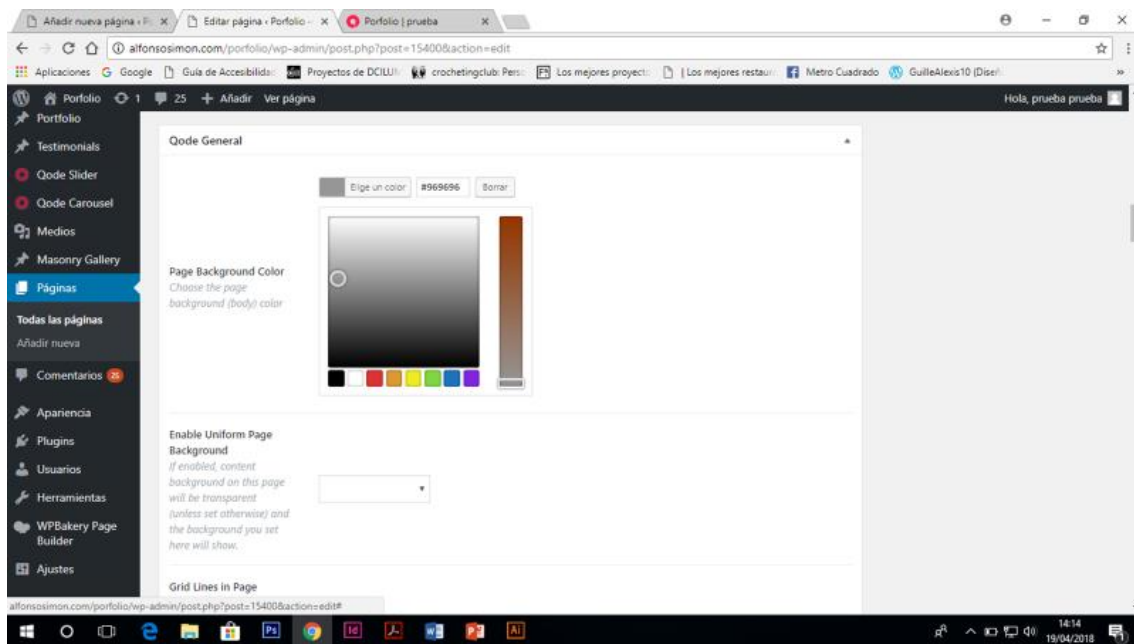 Añadir nueva página ‹ P
Editar página ‹ Porfolio –
Porfolio | prueba
alfonsosimon.com/porfolio/wp-admin/post.php?post=15400&action=edit
Aplicaciones
Google
Guía de Accesibilida
Proyectos de DCILUI
crochetingclub: Pers
Los mejores proyect
| Los mejores restaur
Metro Cuadrado
GuilleAlexis10 (Dise
»
Porfolio
1
25
Añadir
Ver página
Hola, prueba prueba
Portfolio
Testimonials
Qode Slider
Qode Carousel
Medios
Masonry Gallery
Páginas
Todas las páginas
Añadir nueva
Comentarios 25
Apariencia
Plugins
Usuarios
Herramientas
WPBakery Page
Builder
Ajustes
Qode General
Elige un color
#969696
Borrar
Page Background Color
Choose the page
background (body) color
Enable Uniform Page
Background
If enabled, content
background on this page
will be transparent
(unless set otherwise) and
the background you set
here will show.
Grid Lines in Page
alfonsosimon.com/porfolio/wp-admin/post.php?post=15400&action=edit#
Ps
Id
Ai
14:14
19/04/2018